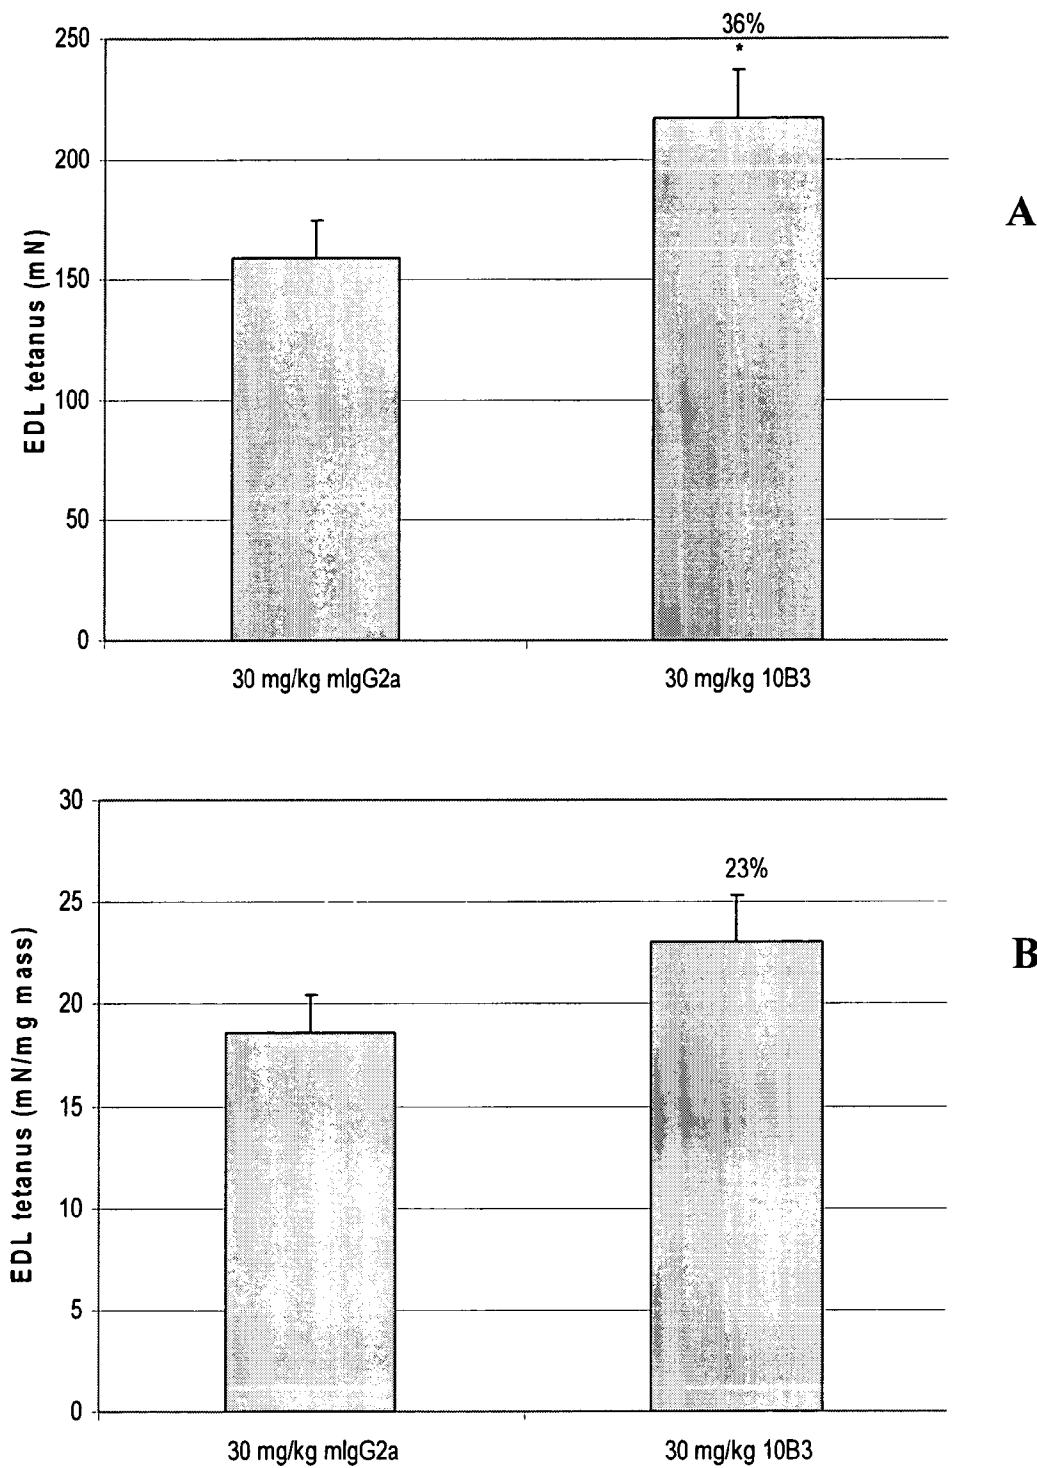 36%
*
250
200
150
100
50
0
EDL tetanus (mN)
30 mg/kg mIgG2a
30 mg/kg 10B3
A
30
25
20
15
10
5
0
EDL tetanus (mN/mg mass)
23%
30 mg/kg mIgG2a
30 mg/kg 10B3
B